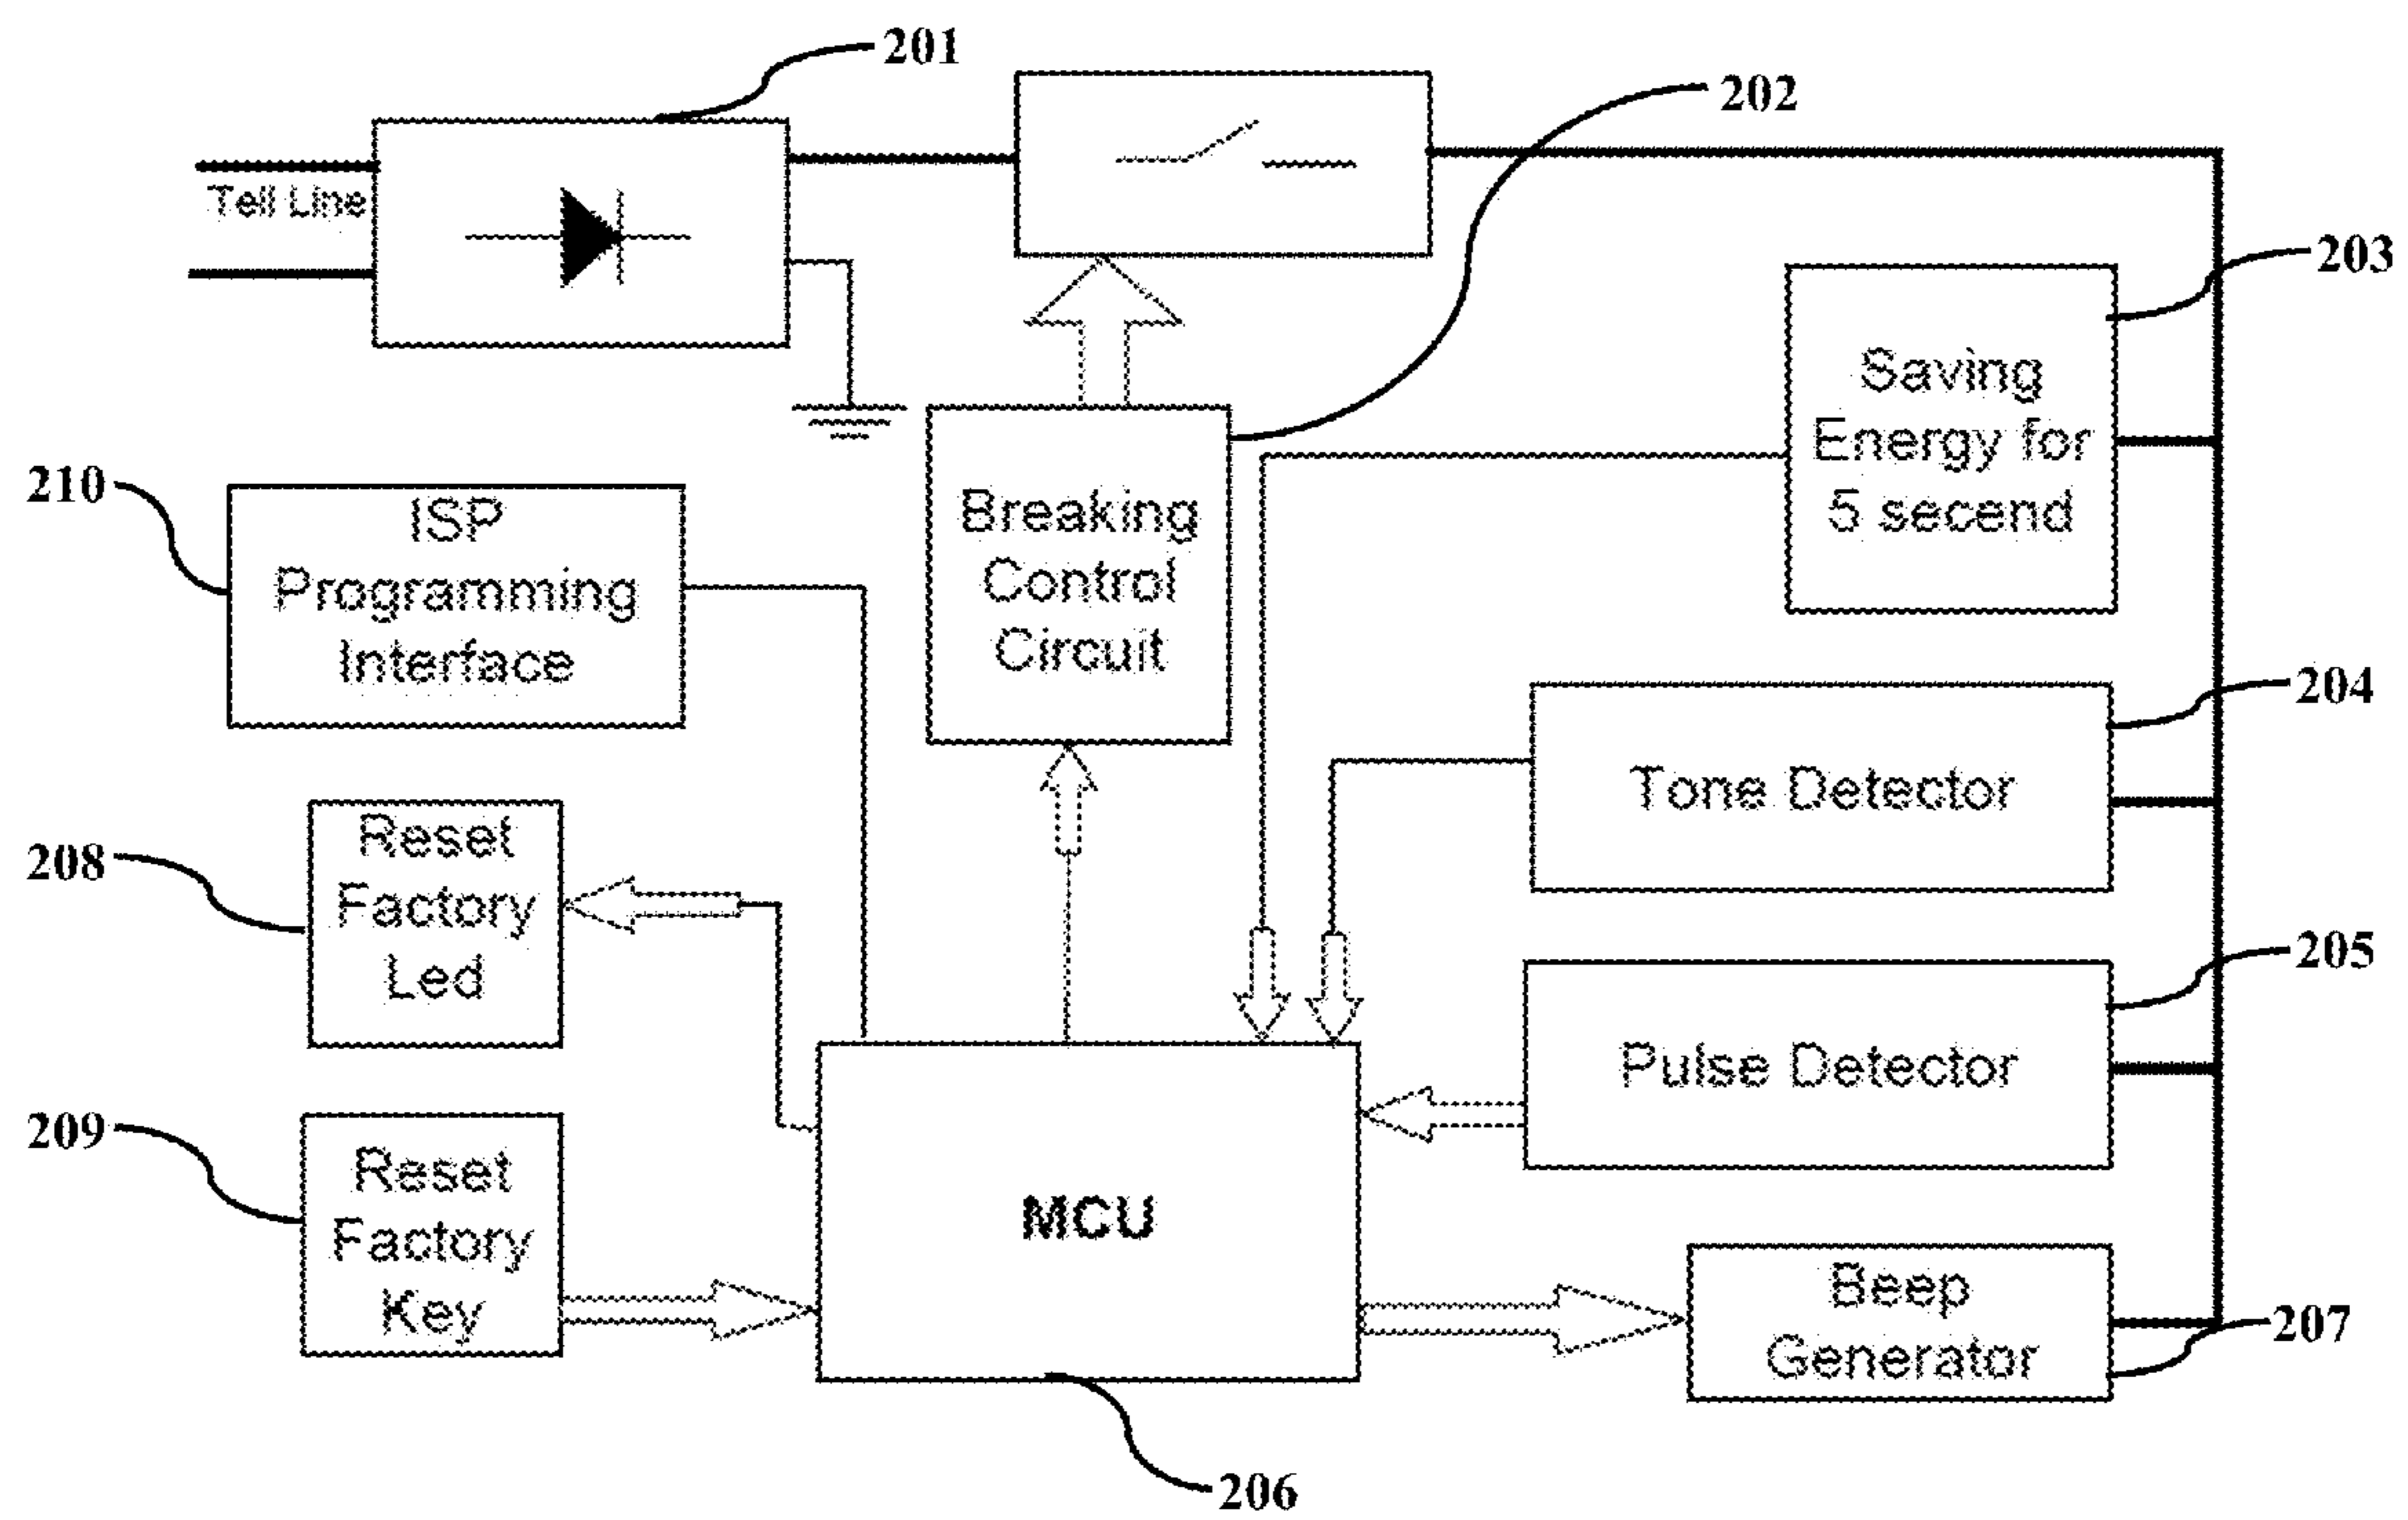 201
202
Tell Line
203
Saving
Energy for
5 secend
210
ISP
Programming
Interface
Breaking
Control
Circuit
204
Tone Detector
208
Reset
Factory
Led
205
Pulse Detector
209
Reset
Factory
Key
MCU
Beep
Generator
207
206